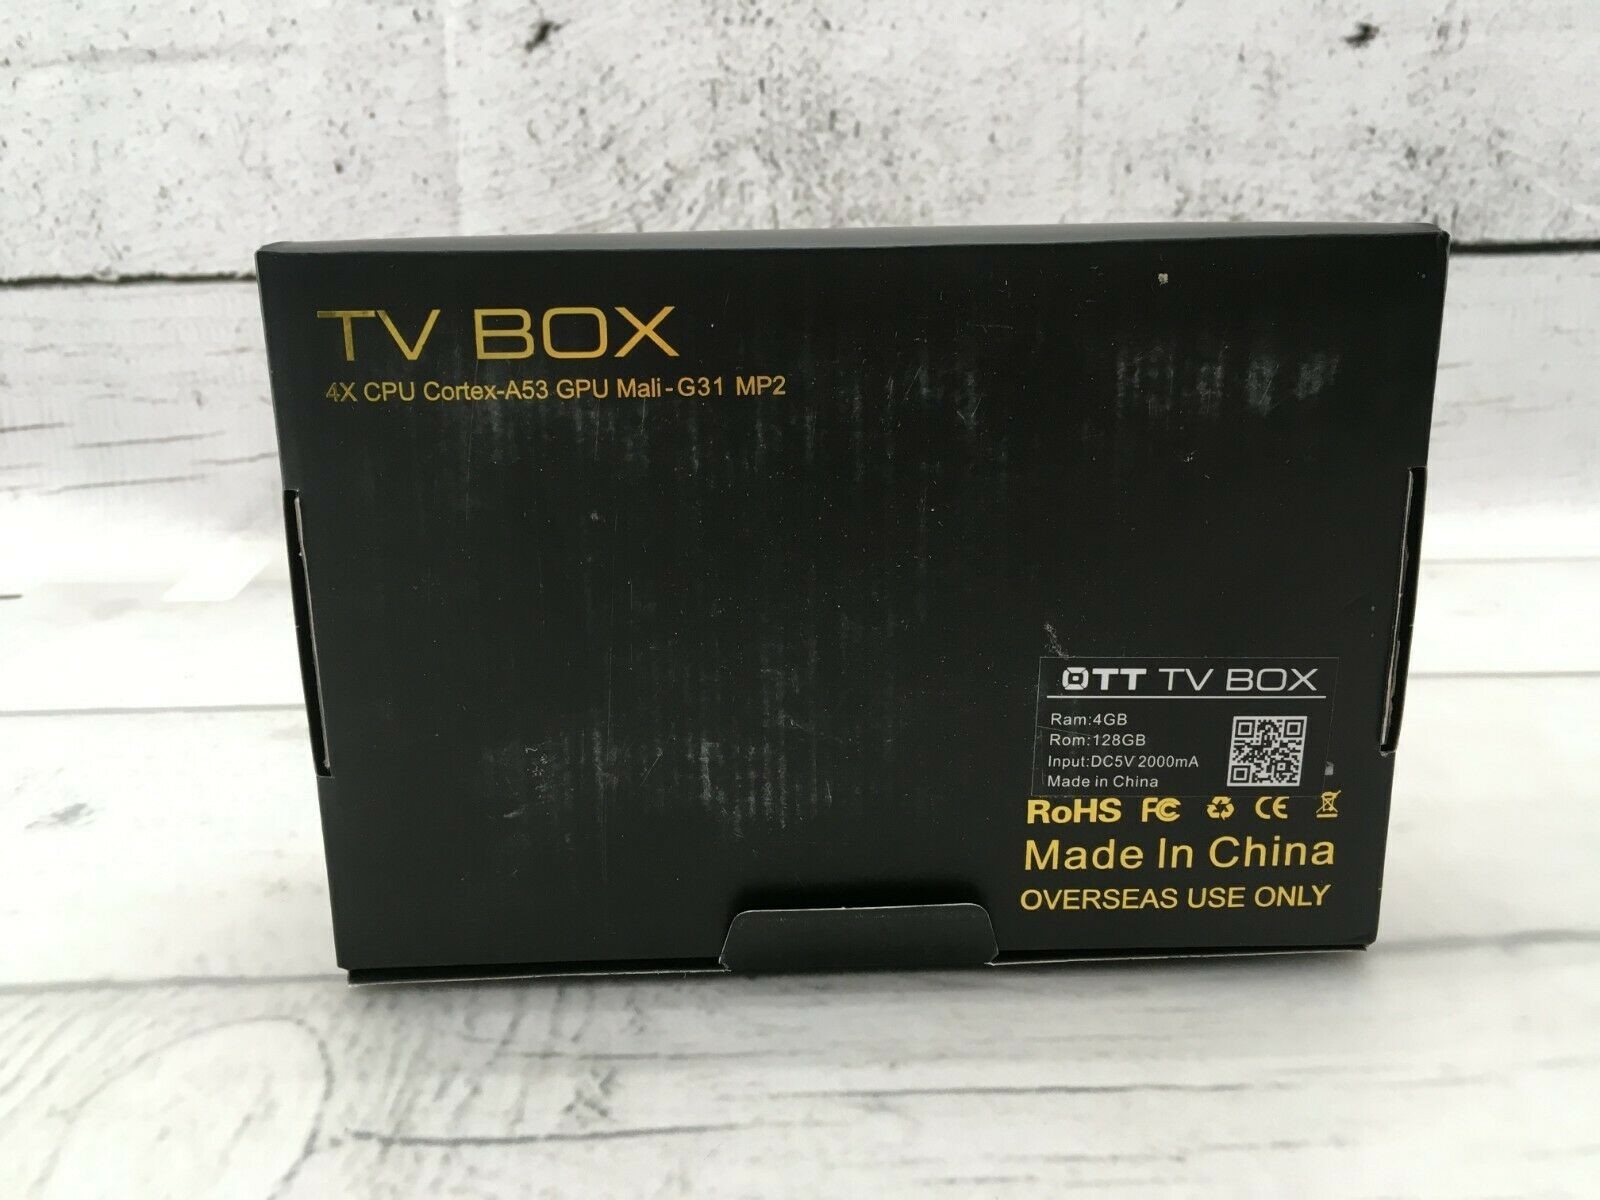 TV BOX
4X CPU Cortex-A53 GPU Mali-G31 MP2
OTT TV BOX
Ram:4GB
Rom:128GB
Input:DC5V 2000mA
Made in China
RoHS FC CE
Made In China
OVERSEAS USE ONLY